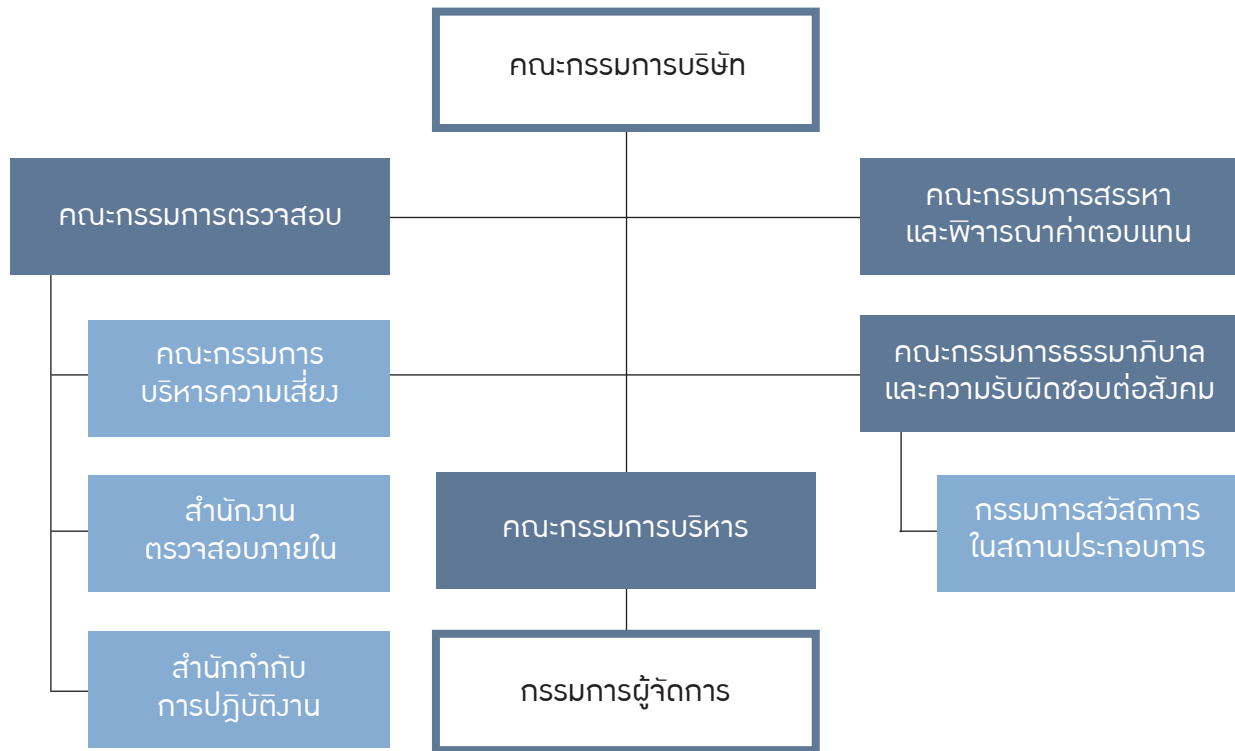 คณะกรรมการบริษัท
คณะกรรมการตรวจสอบ
คณะกรรมการสรรหา
และพิจารณาค่าตอบแทน
คณะกรรมการ
บริหารความเสี่ยง
คณะกรรมการธรรมาภิบาล
และความรับผิดชอบต่อสังคม
สำนักงาน
ตรวจสอบภายใน
คณะกรรมการบริหาร
กรรมการสวัสดิการ
ในสถานประกอบการ
สำนักกำกับ
การปฏิบัติงาน
กรรมการผู้จัดการ